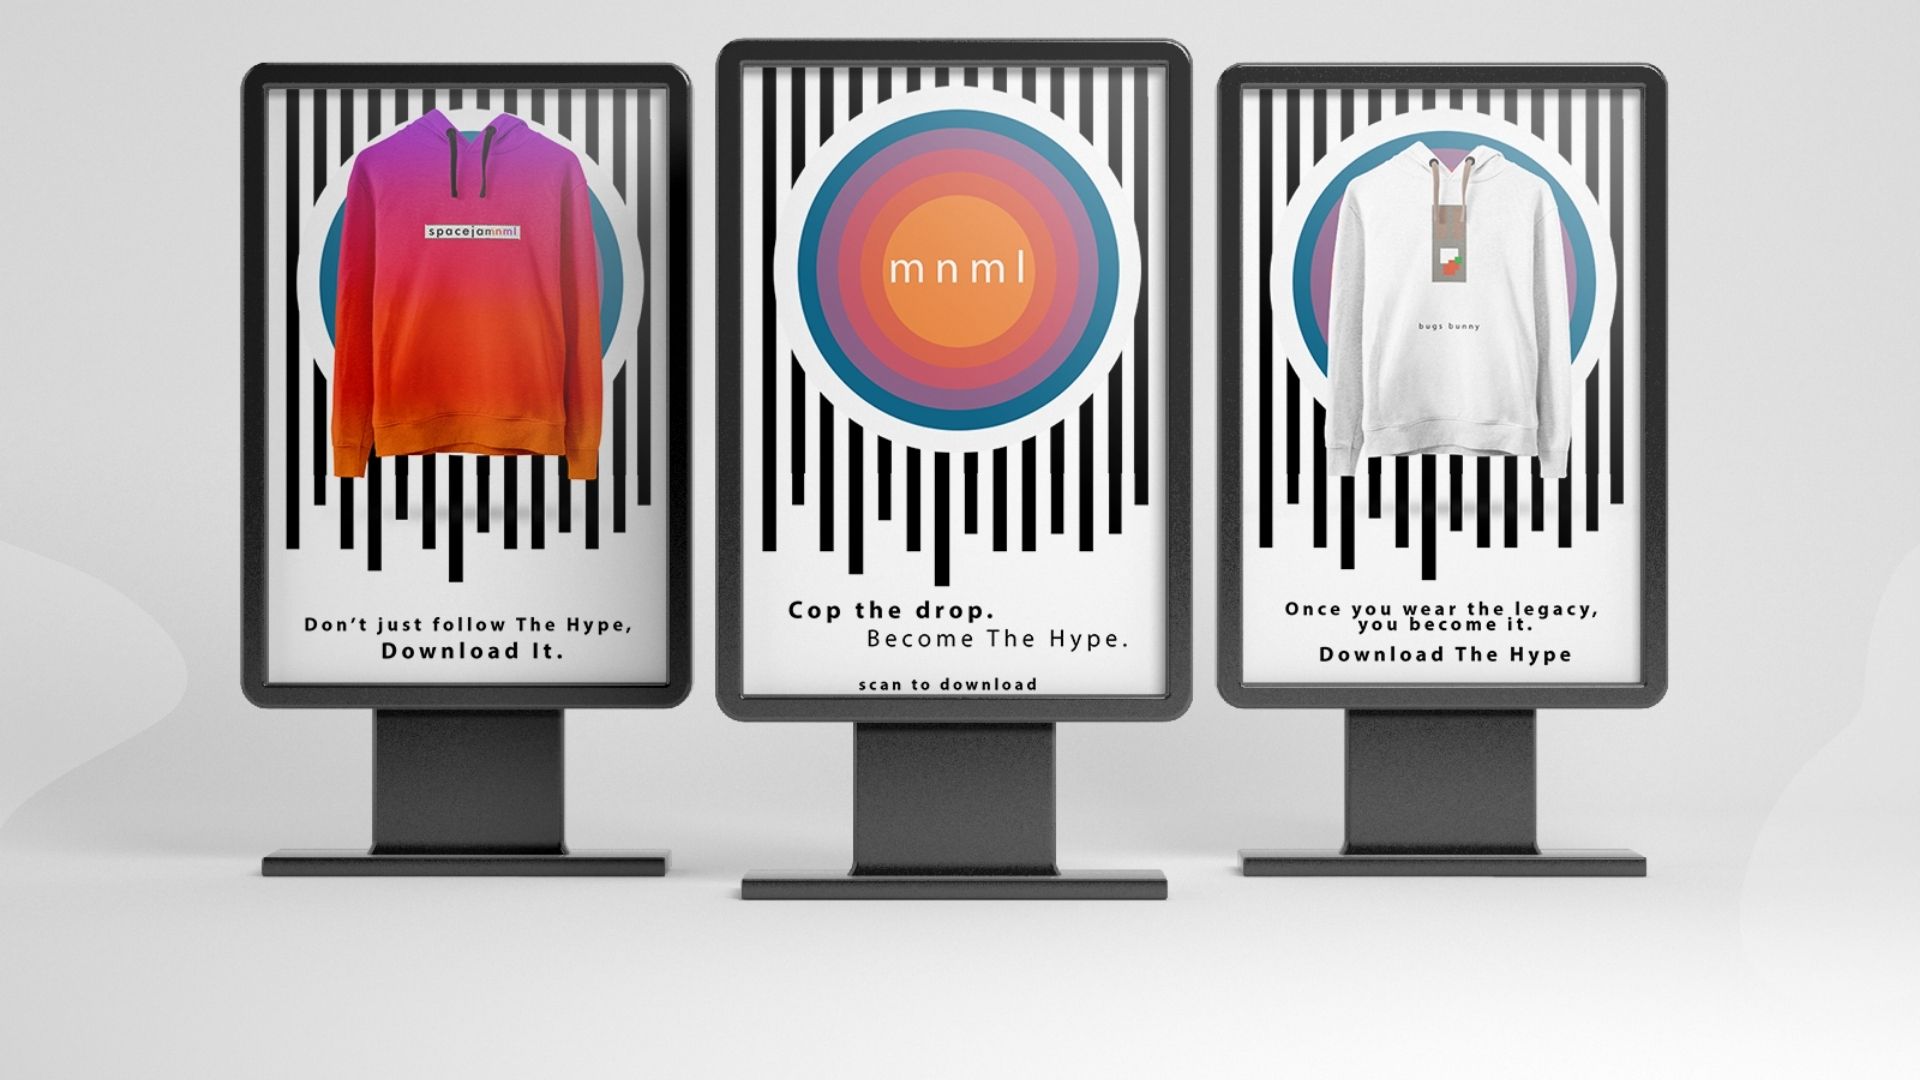 spacejamnml
Don't just follow The Hype,
Download It.
mnml
Cop the drop.
Become The Hype.
scan to download
bugs bunny
Once you wear the legacy,
you become it.
Download The Hype